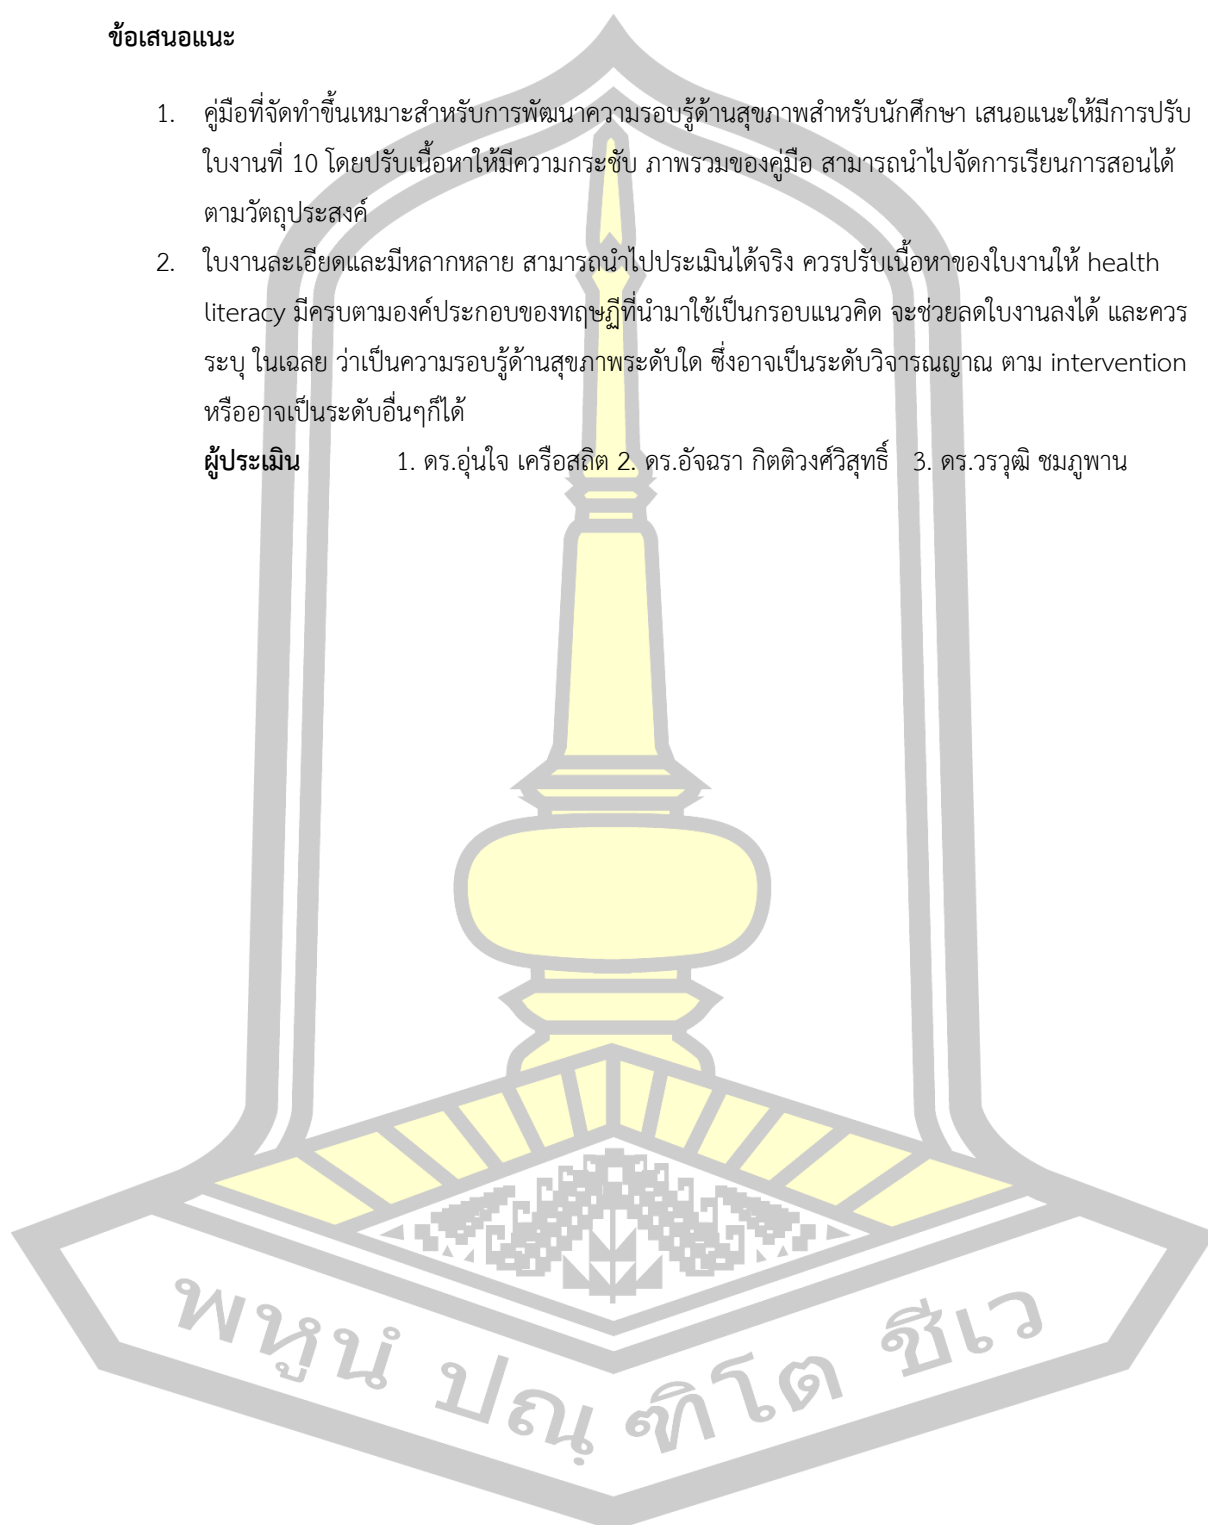 ข้อเสนอแนะ
1. คู่มือที่จัดทำขึ้นเหมาะสำหรับการพัฒนาความรอบรู้ด้านสุขภาพสำหรับนักศึกษา เสนอแนะให้มีการปรับ
ใบงานที่ 10 โดยปรับเนื้อหาให้มีความกระชับ ภาพรวมของคู่มือ สามารถนำไปจัดการเรียนการสอนได้
ตามวัตถุประสงค์
2. ใบงานละเอียดและมีหลากหลาย สามารถนำไปประเมินได้จริง ควรปรับเนื้อหาของใบงานให้ health
literacy มีครบตามองค์ประกอบของทฤษฎีที่นำมาใช้เป็นกรอบแนวคิด จะช่วยลดใบงานลงได้ และควร
ระบุ ในเฉลย ว่าเป็นความรอบรู้ด้านสุขภาพระดับใด ซึ่งอาจเป็นระดับวิจารณญาณ ตาม intervention
หรืออาจเป็นระดับอื่นๆก็ได้
ผู้ประเมิน 1. ดร.อุ่นใจ เครือสถิต 2. ดร.อัจฉรา กิตติวงศ์วิสุทธิ์ 3. ดร.วรวุฒิ ชมภูพาน
พหูนํ ปณฺฑิโต ชีเว